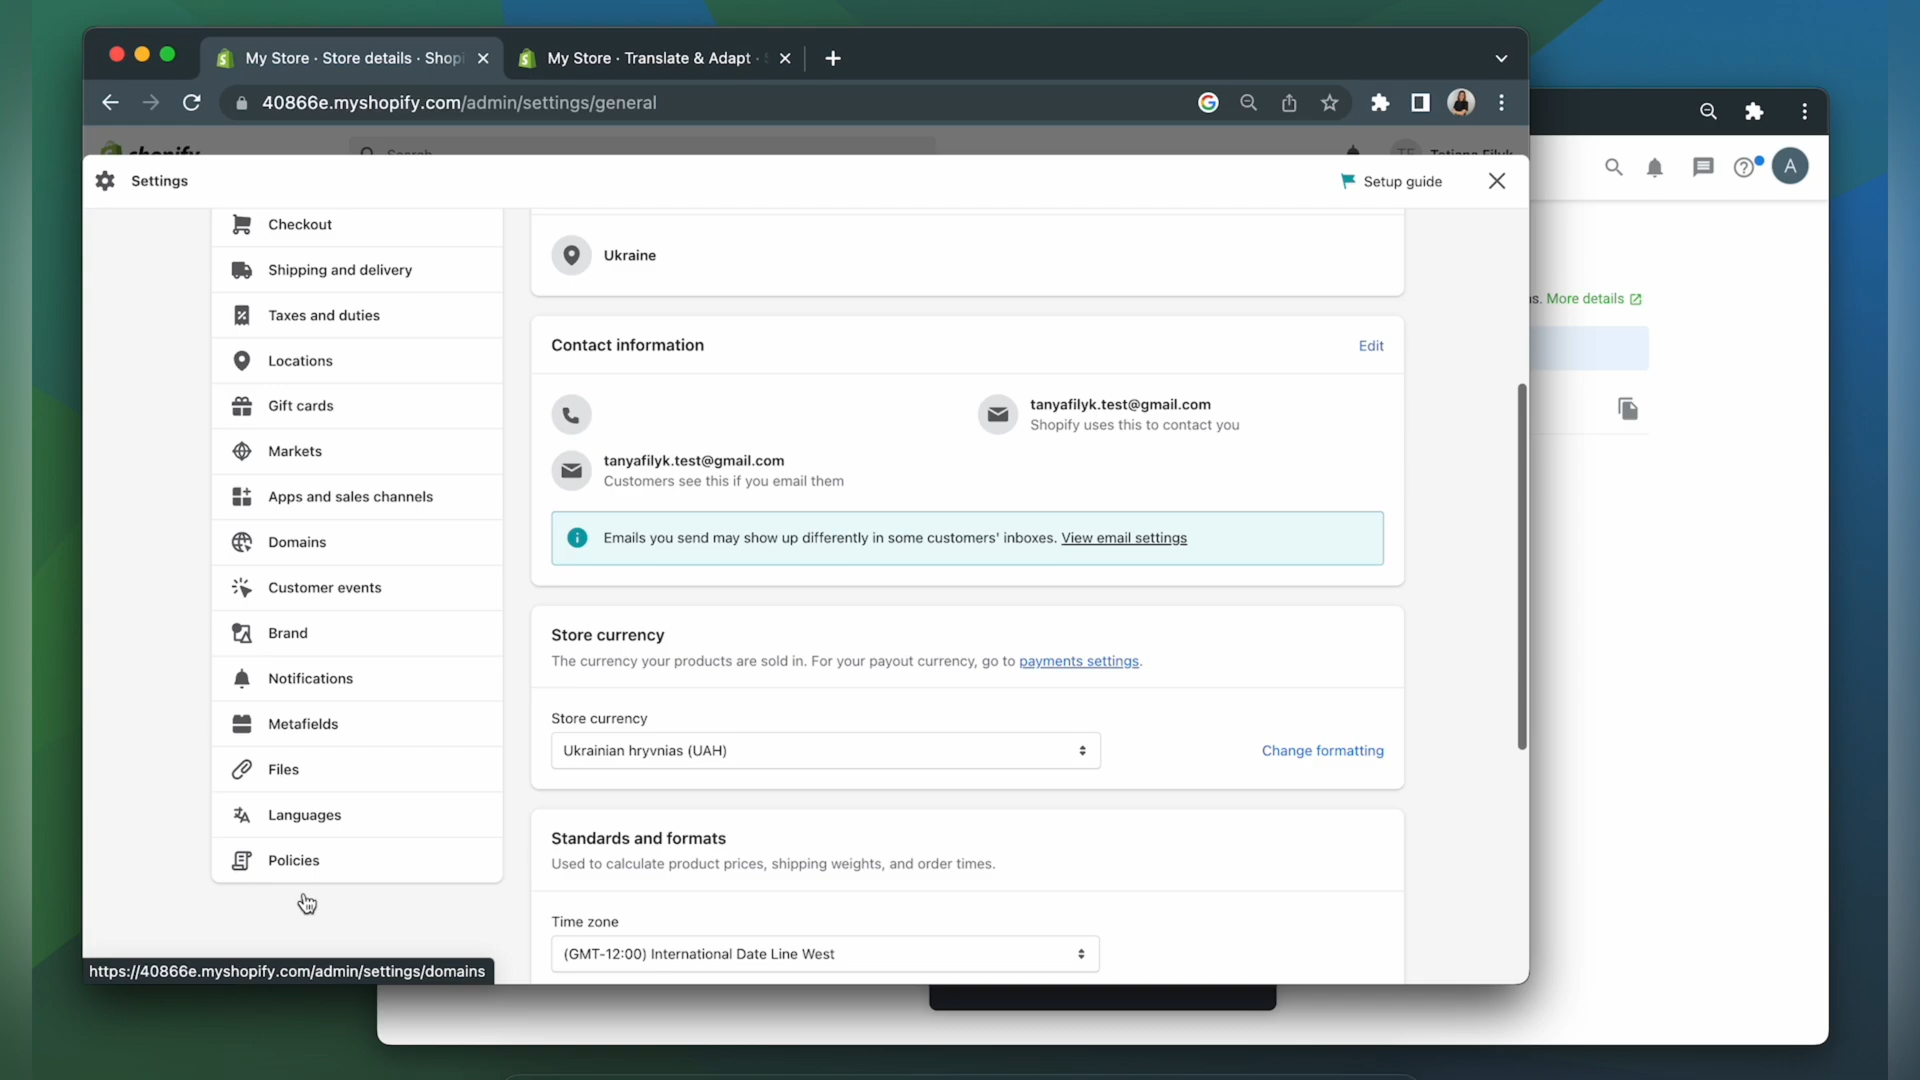 My Store · Store details · Shop
My Store · Translate & Adapt ·
40866e.myshopify.com/admin/settings/general
shopify
Search
TF
Tetiana Filyk
Settings
Setup guide
A
Checkout
Shipping and delivery
Taxes and duties
Locations
Gift cards
Markets
Apps and sales channels
Domains
Customer events
Brand
Notifications
Metafields
Files
Languages
Policies
Ukraine
Contact information
Edit
tanyafilyk.test@gmail.com
Shopify uses this to contact you
tanyafilyk.test@gmail.com
Customers see this if you email them
Emails you send may show up differently in some customers' inboxes. View email settings
Store currency
The currency your products are sold in. For your payout currency, go to payments settings.
Store currency
Ukrainian hryvnias (UAH)
Change formatting
Standards and formats
Used to calculate product prices, shipping weights, and order times.
Time zone
(GMT-12:00) International Date Line West
More details
https://40866e.myshopify.com/admin/settings/domains